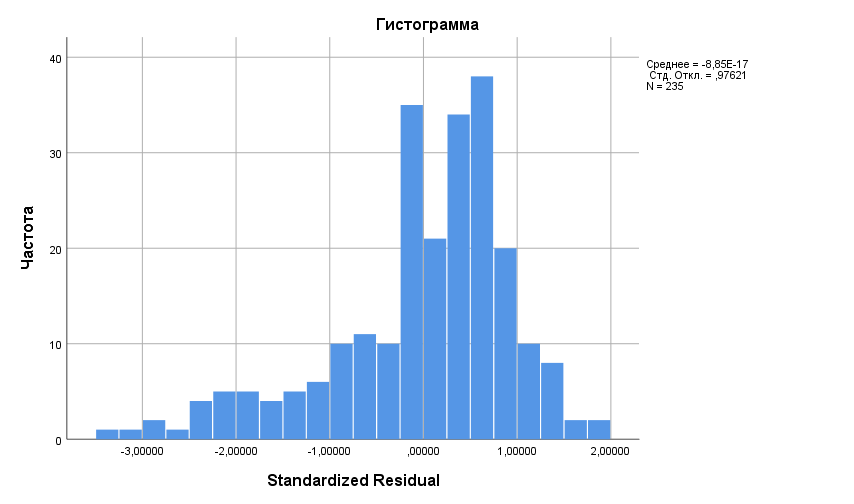 Гистограмма
Среднее = -8,85E-17
Стд. Откл. = ,97621
N = 235
40
30
20
10
0
Частота
-3,00000 -2,00000 -1,00000 ,00000 1,00000 2,00000
Standardized Residual